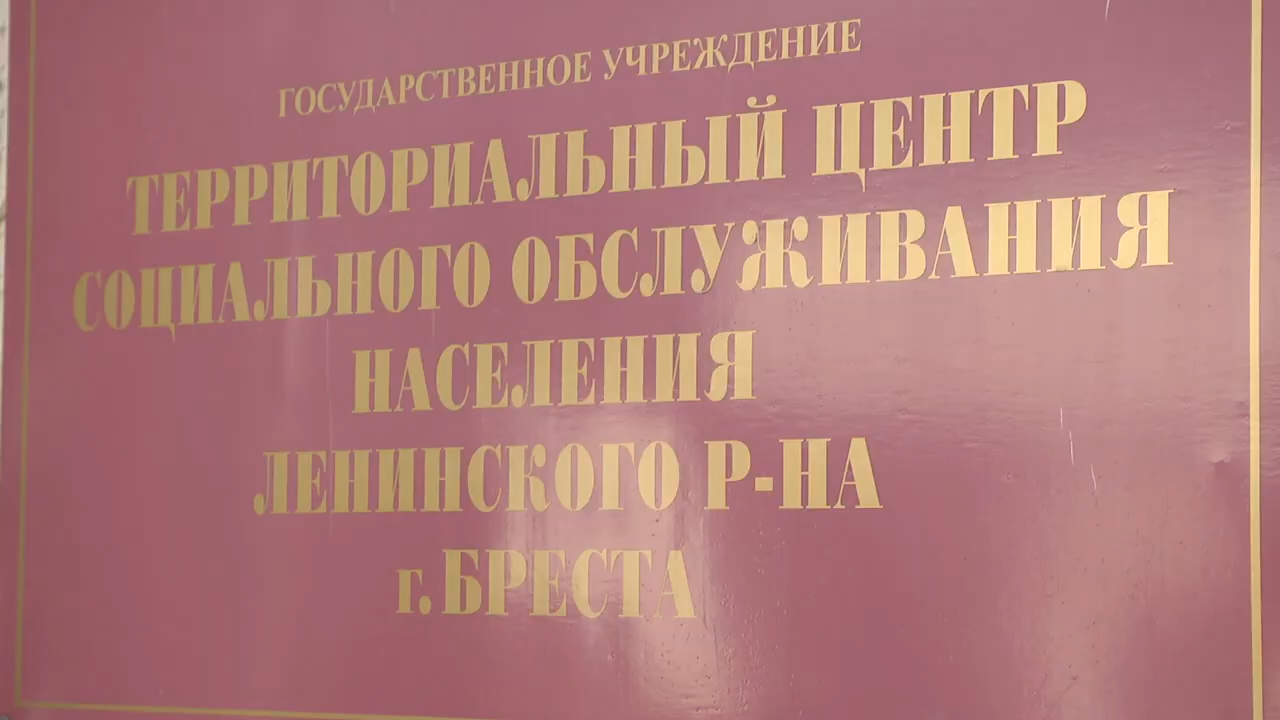 ГОСУДАРСТВЕННОЕ УЧРЕЖДЕНИЕ
ТЕРРИТОРИАЛЬНЫЙ ЦЕНТР
СОЦИАЛЬНОГО ОБСЛУЖИВАНИЯ
НАСЕЛЕНИЯ
ЛЕНИНСКОГО Р-НА
г. БРЕСТА